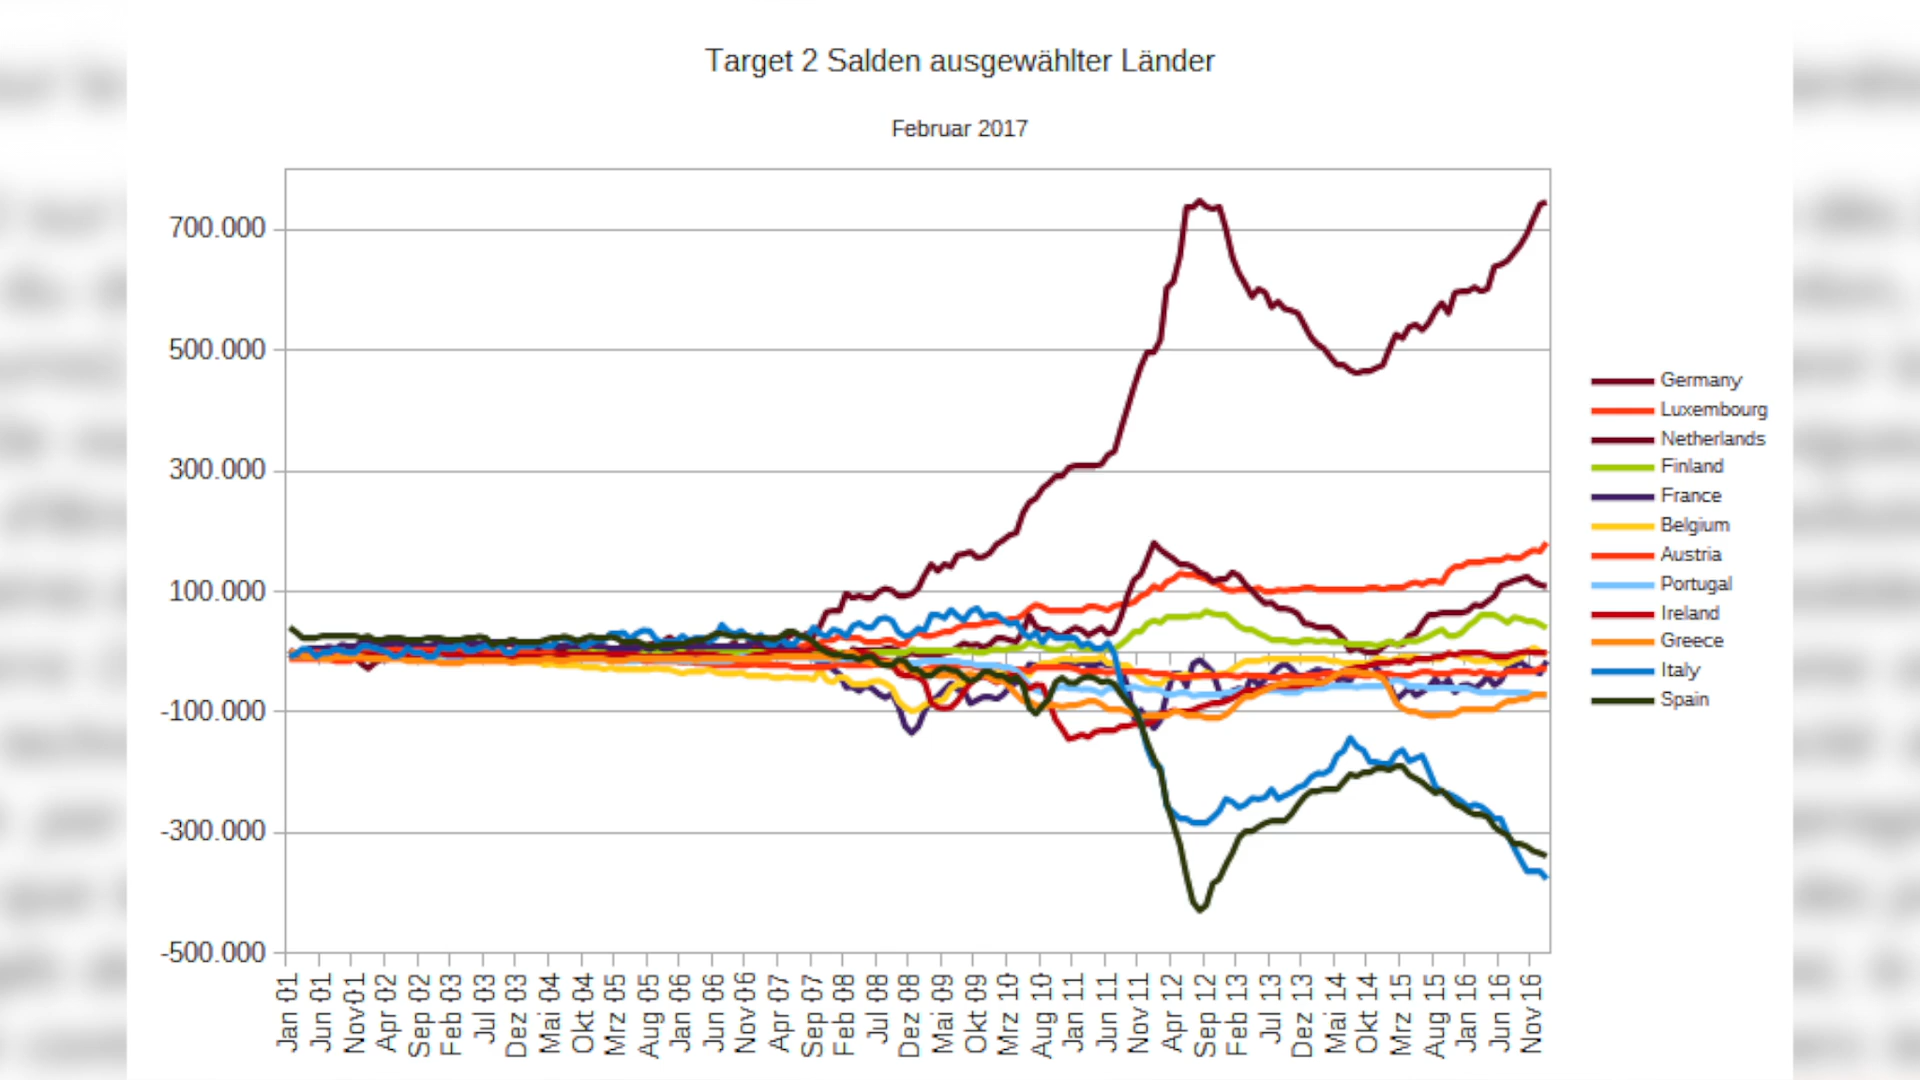 Target 2 Salden ausgewählter Länder
Februar 2017
700.000
500.000
300.000
100.000
-100.000
-300.000
-500.000
Jan 01
Jun 01
Nov 01
Apr 02
Sep 02
Feb 03
Jul 03
Dez 03
Mai 04
Okt 04
Mrz 05
Aug 05
Jan 06
Jun 06
Nov 06
Apr 07
Sep 07
Feb 08
Jul 08
Dez 08
Mai 09
Okt 09
Mrz 10
Aug 10
Jan 11
Jun 11
Nov 11
Apr 12
Sep 12
Feb 13
Jul 13
Dez 13
Mai 14
Okt 14
Mrz 15
Aug 15
Jan 16
Jun 16
Nov 16
Germany
Luxembourg
Netherlands
Finland
France
Belgium
Austria
Portugal
Ireland
Greece
Italy
Spain